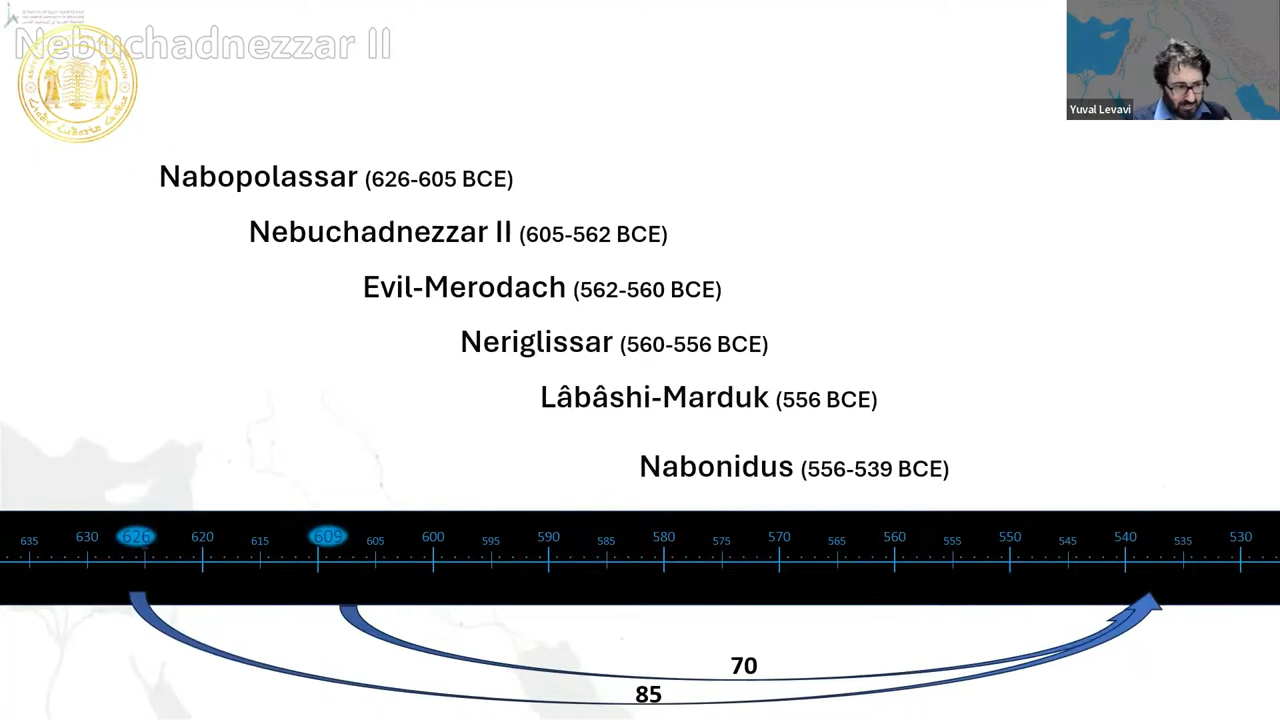 Nebuchadnezzar II
Yuval Levavi
Nabopolassar (626-605 BCE)
Nebuchadnezzar II (605-562 BCE)
Evil-Merodach (562-560 BCE)
Neriglissar (560-556 BCE)
Lâbâshi-Marduk (556 BCE)
Nabonidus (556-539 BCE)
635 630 626 620 615 609 605 600 595 590 585 580 575 570 565 560 555 550 545 540 535 530
70
85